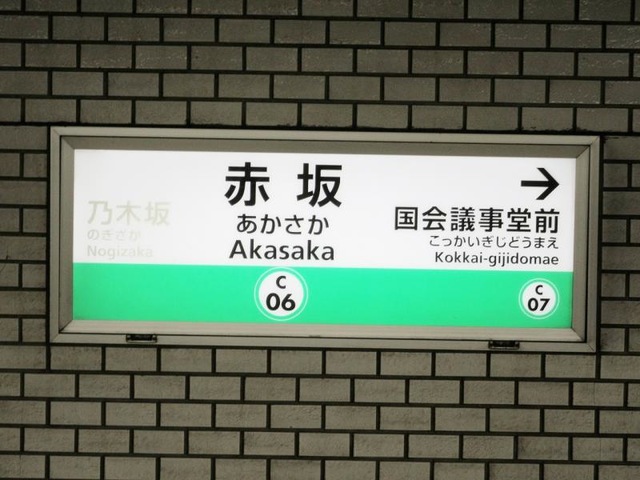 乃木坂
のぎざか
Nogizaka
赤坂
あかさか
Akasaka
C
06
→
国会議事堂前
こっかいぎじどうまえ
Kokkai-gijidomae
C
07